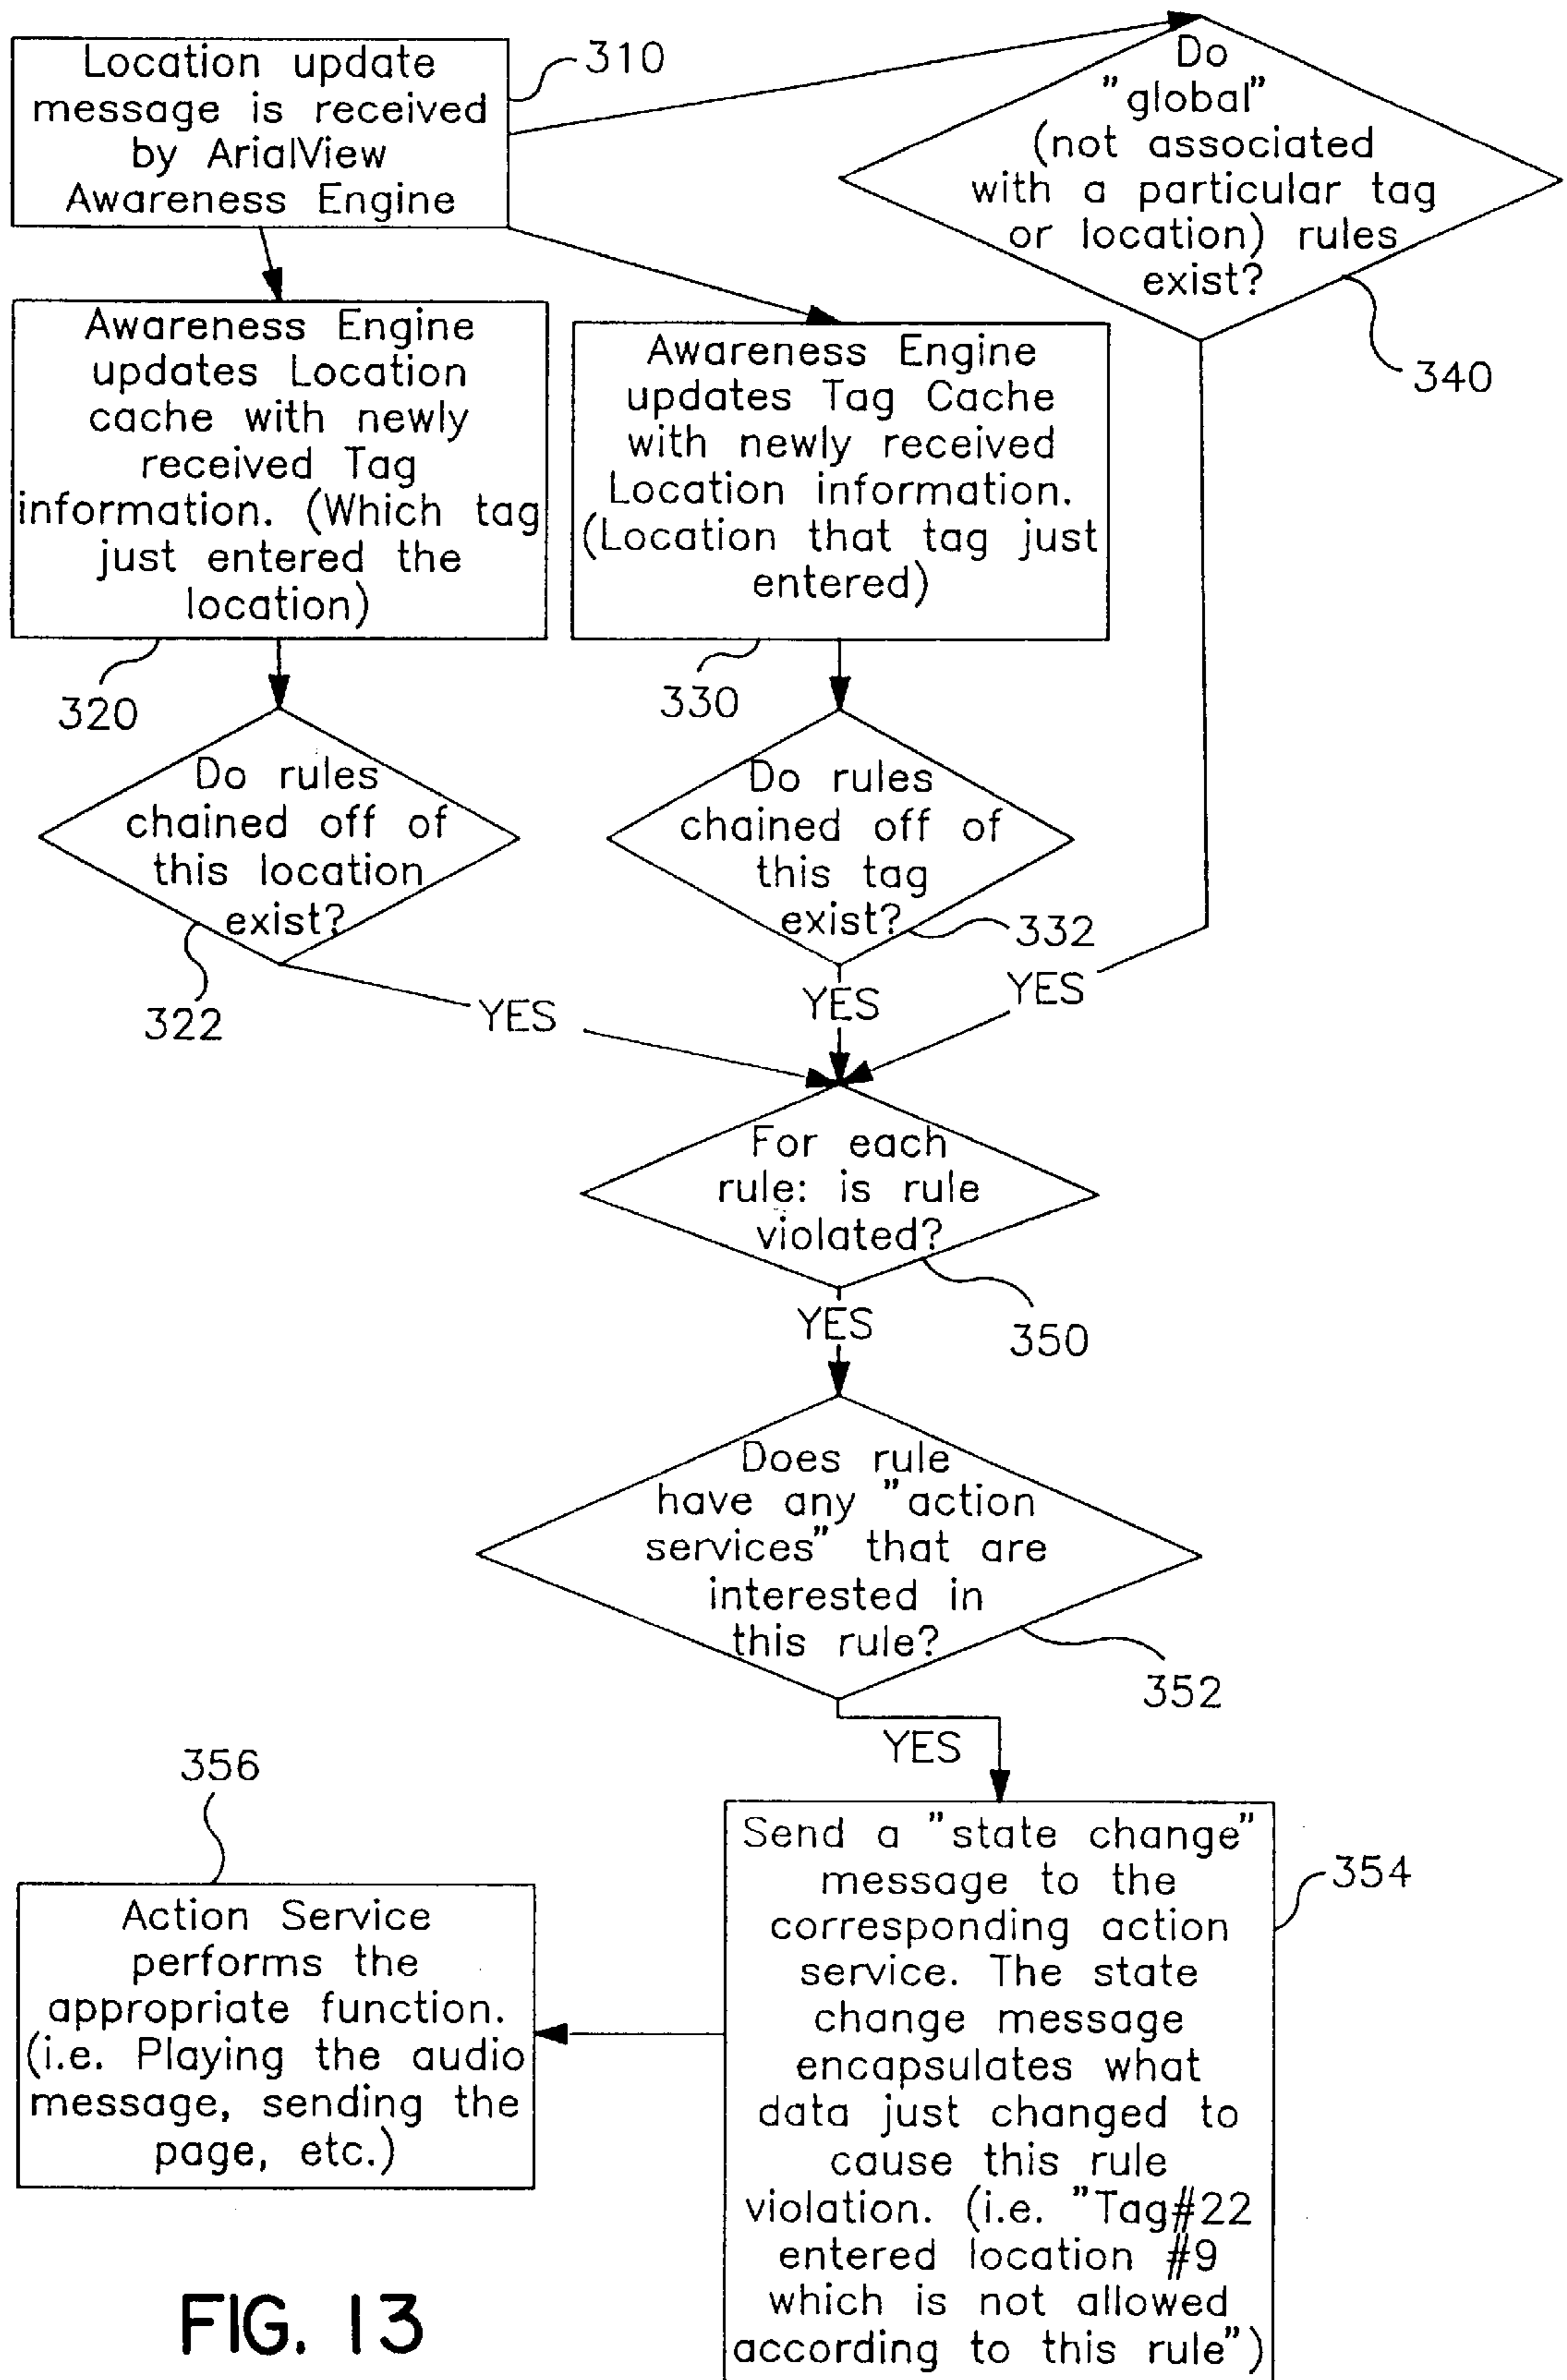 Location update
message is received
by ArialView
Awareness Engine
310
Do
"global"
(not associated
with a particular tag
or location) rules
exist?
340
Awareness Engine
updates Location
cache with newly
received Tag
information. (Which tag
just entered the
location)
320
Awareness Engine
updates Tag Cache
with newly received
Location information.
(Location that tag just
entered)
330
Do rules
chained off of
this location
exist?
322
YES
Do rules
chained off of
this tag
exist?
332
YES
YES
For each
rule: is rule
violated?
350
YES
Does rule
have any "action
services" that are
interested in
this rule?
352
YES
Send a "state change"
message to the
corresponding action
service. The state
change message
encapsulates what
data just changed to
cause this rule
violation. (i.e. "Tag#22
entered location #9
which is not allowed
according to this rule")
354
356
Action Service
performs the
appropriate function.
(i.e. Playing the audio
message, sending the
page, etc.)
FIG. 13